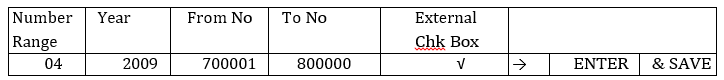 Number Range Year From No To No External Chk Box
04 2009 700001 800000 √ → ENTER & SAVE